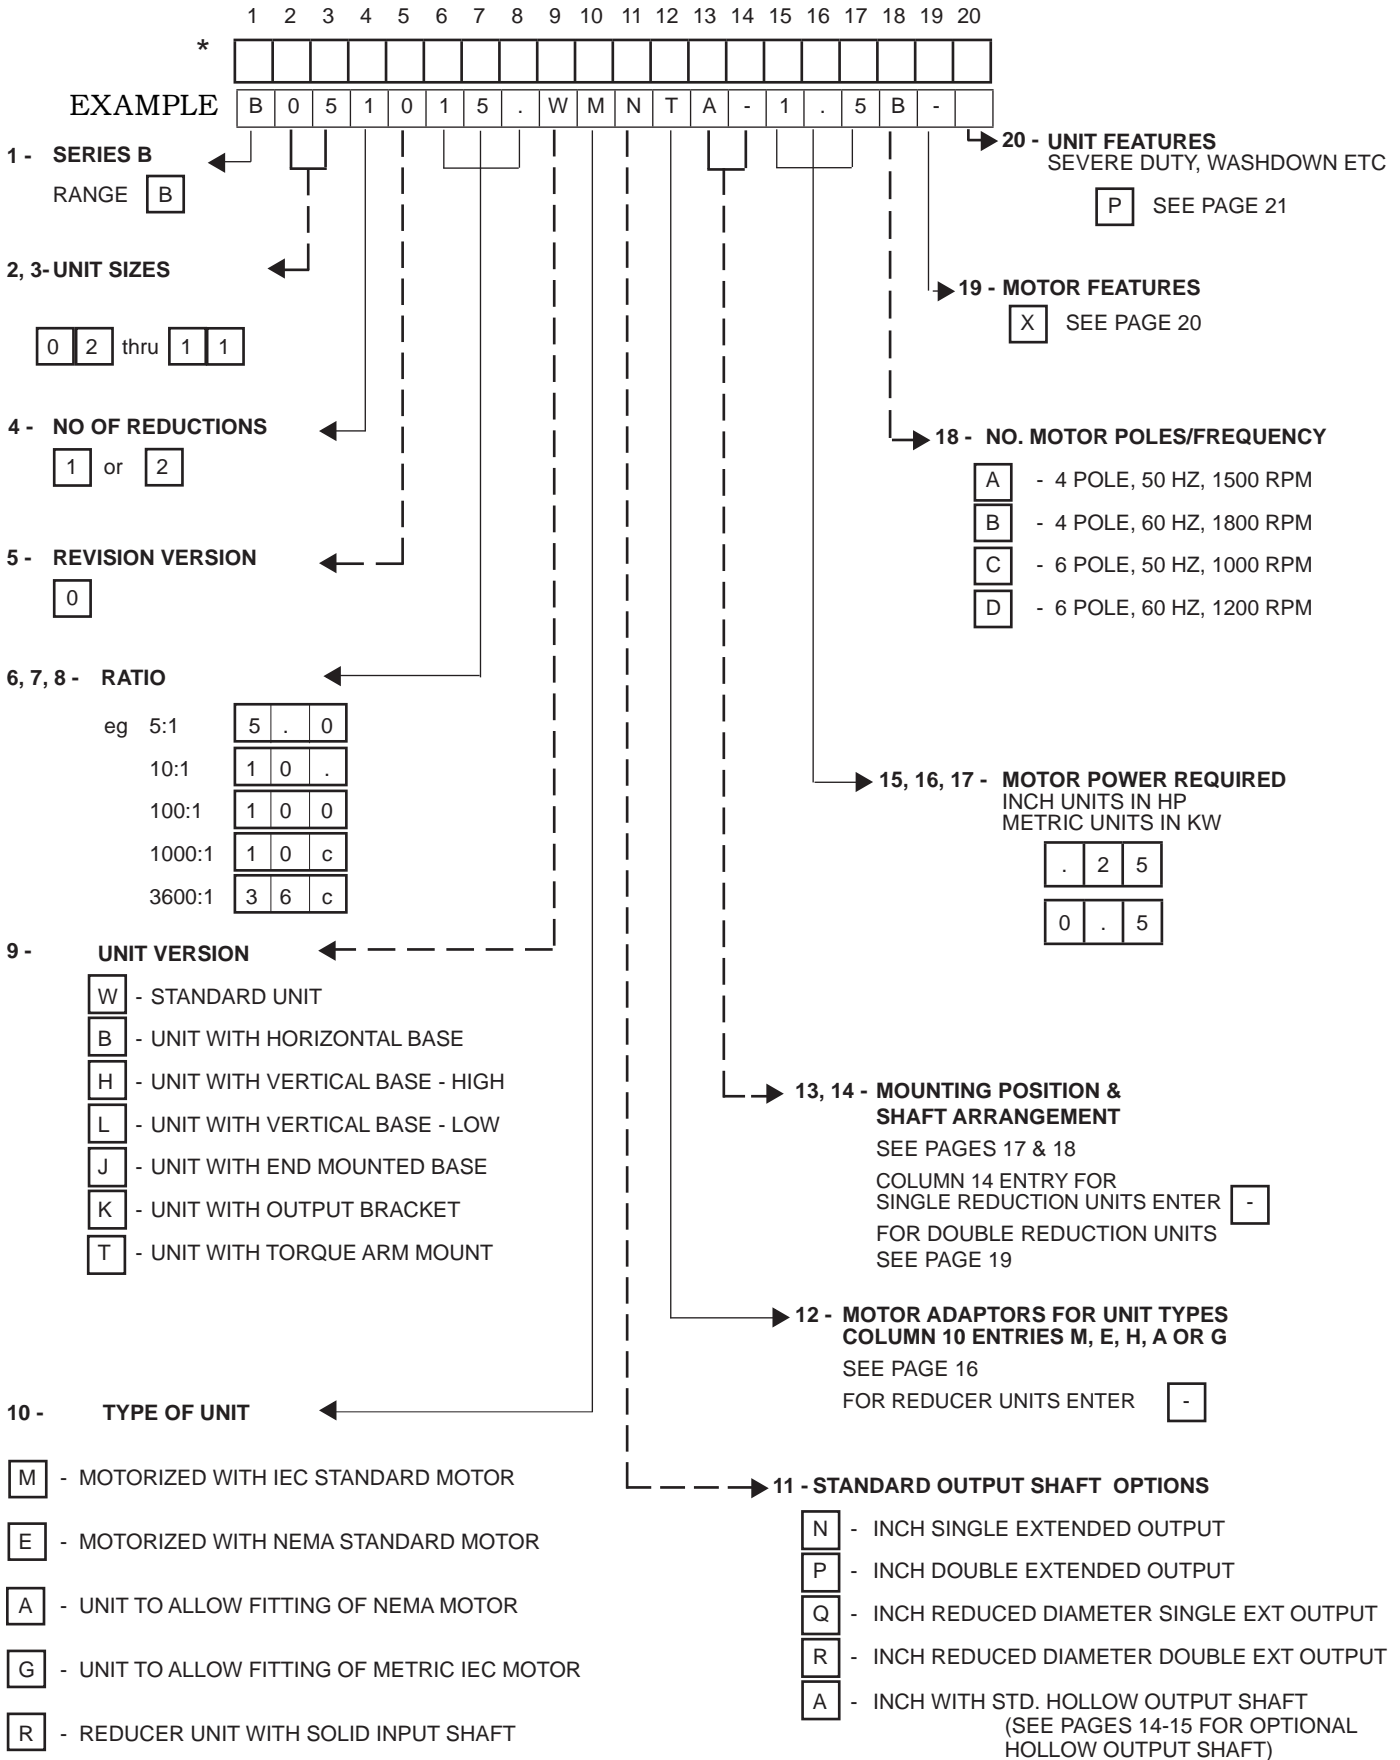 1 2 3 4 5 6 7 8 9 10 11 12 13 14 15 16 17 18 19 20
*
EXAMPLE B 0 5 1 0 1 5 . W M N T A - 1 . 5 B -
1 - SERIES B
RANGE B
2, 3- UNIT SIZES
0 2 thru 1 1
4 - NO OF REDUCTIONS
1 or 2
5 - REVISION VERSION
0
6, 7, 8 - RATIO
eg 5:1 5 . 0
10:1 1 0 .
100:1 1 0 0
1000:1 1 0 c
3600:1 3 6 c
9 - UNIT VERSION
W - STANDARD UNIT
B - UNIT WITH HORIZONTAL BASE
H - UNIT WITH VERTICAL BASE - HIGH
L - UNIT WITH VERTICAL BASE - LOW
J - UNIT WITH END MOUNTED BASE
K - UNIT WITH OUTPUT BRACKET
T - UNIT WITH TORQUE ARM MOUNT
10 - TYPE OF UNIT
M - MOTORIZED WITH IEC STANDARD MOTOR
E - MOTORIZED WITH NEMA STANDARD MOTOR
A - UNIT TO ALLOW FITTING OF NEMA MOTOR
G - UNIT TO ALLOW FITTING OF METRIC IEC MOTOR
R - REDUCER UNIT WITH SOLID INPUT SHAFT
20 - UNIT FEATURES
SEVERE DUTY, WASHDOWN ETC
P SEE PAGE 21
19 - MOTOR FEATURES
X SEE PAGE 20
18 - NO. MOTOR POLES/FREQUENCY
A - 4 POLE, 50 HZ, 1500 RPM
B - 4 POLE, 60 HZ, 1800 RPM
C - 6 POLE, 50 HZ, 1000 RPM
D - 6 POLE, 60 HZ, 1200 RPM
15, 16, 17 - MOTOR POWER REQUIRED
INCH UNITS IN HP
METRIC UNITS IN KW
. 2 5
0 . 5
13, 14 - MOUNTING POSITION &
SHAFT ARRANGEMENT
SEE PAGES 17 & 18
COLUMN 14 ENTRY FOR
SINGLE REDUCTION UNITS ENTER -
FOR DOUBLE REDUCTION UNITS
SEE PAGE 19
12 - MOTOR ADAPTORS FOR UNIT TYPES
COLUMN 10 ENTRIES M, E, H, A OR G
SEE PAGE 16
FOR REDUCER UNITS ENTER -
11 - STANDARD OUTPUT SHAFT OPTIONS
N - INCH SINGLE EXTENDED OUTPUT
P - INCH DOUBLE EXTENDED OUTPUT
Q - INCH REDUCED DIAMETER SINGLE EXT OUTPUT
R - INCH REDUCED DIAMETER DOUBLE EXT OUTPUT
A - INCH WITH STD. HOLLOW OUTPUT SHAFT
(SEE PAGES 14-15 FOR OPTIONAL
HOLLOW OUTPUT SHAFT)